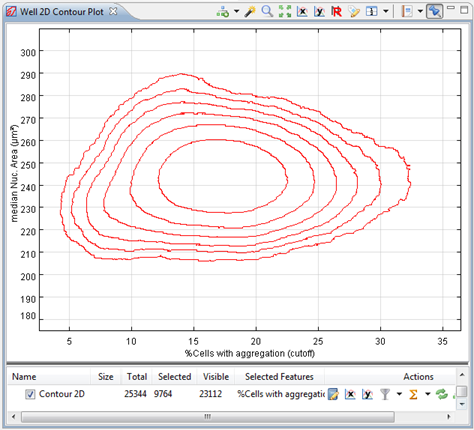 Well 2D Contour Plot
300
290
280
270
260
250
240
230
220
210
200
190
180
median Nuc. Area (µm²)
5 10 15 20 25 30 35
%Cells with aggregation (cutoff)
Name Size Total Selected Visible Selected Features Actions
Contour 2D 25344 9764 23112 %Cells with aggregatio